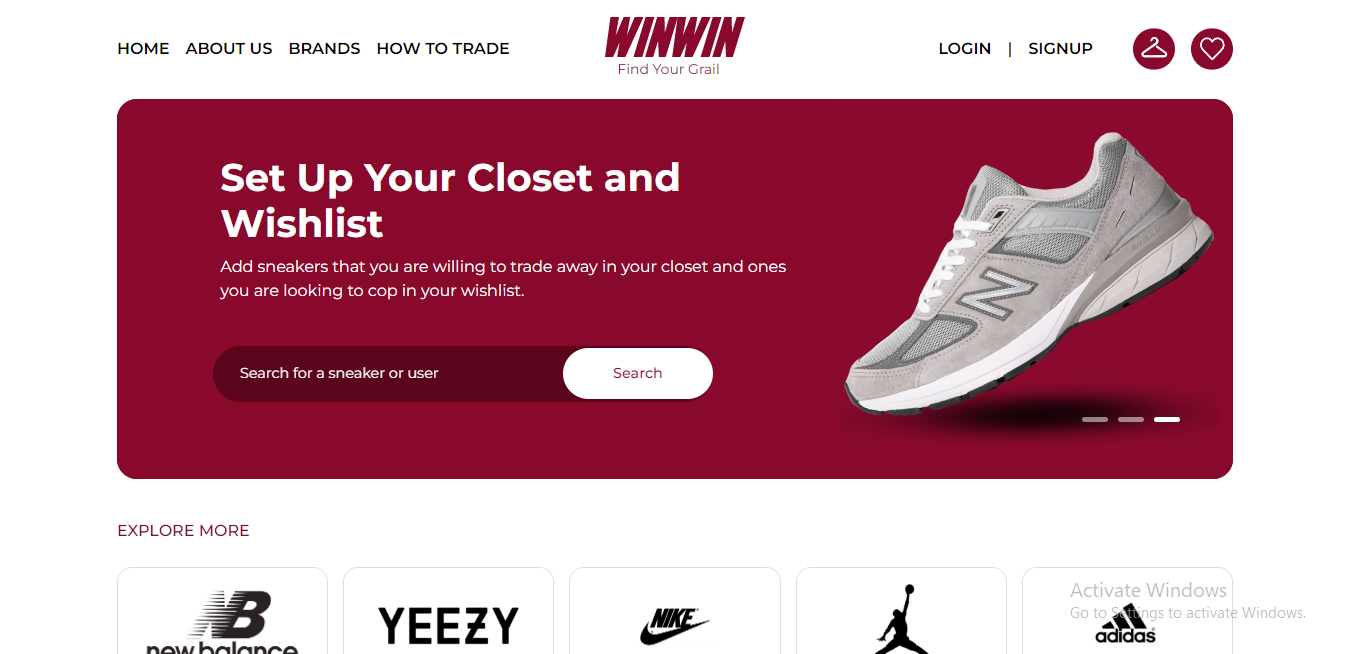 HOME ABOUT US BRANDS HOW TO TRADE
WINWIN
Find Your Grail
LOGIN | SIGNUP
Set Up Your Closet and
Wishlist
Add sneakers that you are willing to trade away in your closet and ones
you are looking to cop in your wishlist.
Search for a sneaker or user
Search
N
EXPLORE MORE
B
new balance
YEEZY
NIKE
adidas
Activate Windows
Go to Settings to activate Windows.